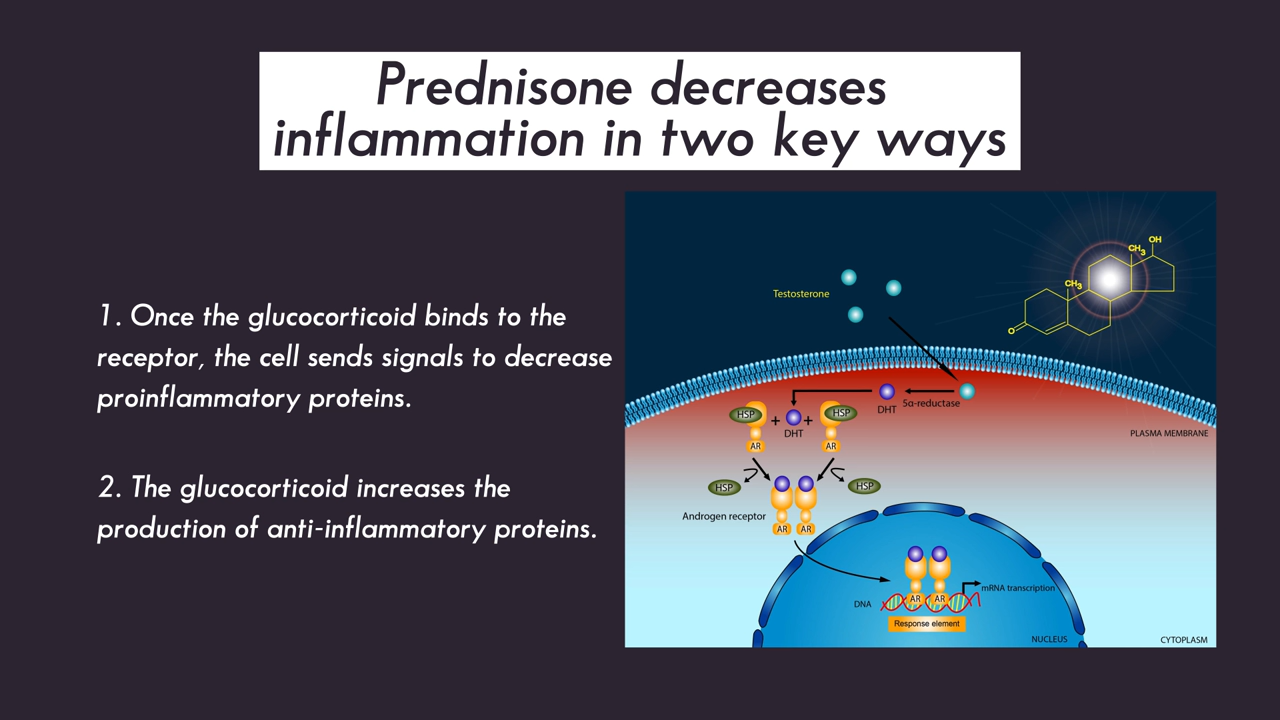 Prednisone decreases
inflammation in two key ways
1. Once the glucocorticoid binds to the
receptor, the cell sends signals to decrease
proinflammatory proteins.
2. The glucocorticoid increases the
production of anti-inflammatory proteins.
OH
CH3
CH3
O
Testosterone
DHT
5α-reductase
PLASMA MEMBRANE
HSP
+
DHT
+
HSP
AR
AR
HSP
HSP
Androgen receptor
AR
AR
DNA
AR
AR
mRNA transcription
Response element
NUCLEUS
CYTOPLASM